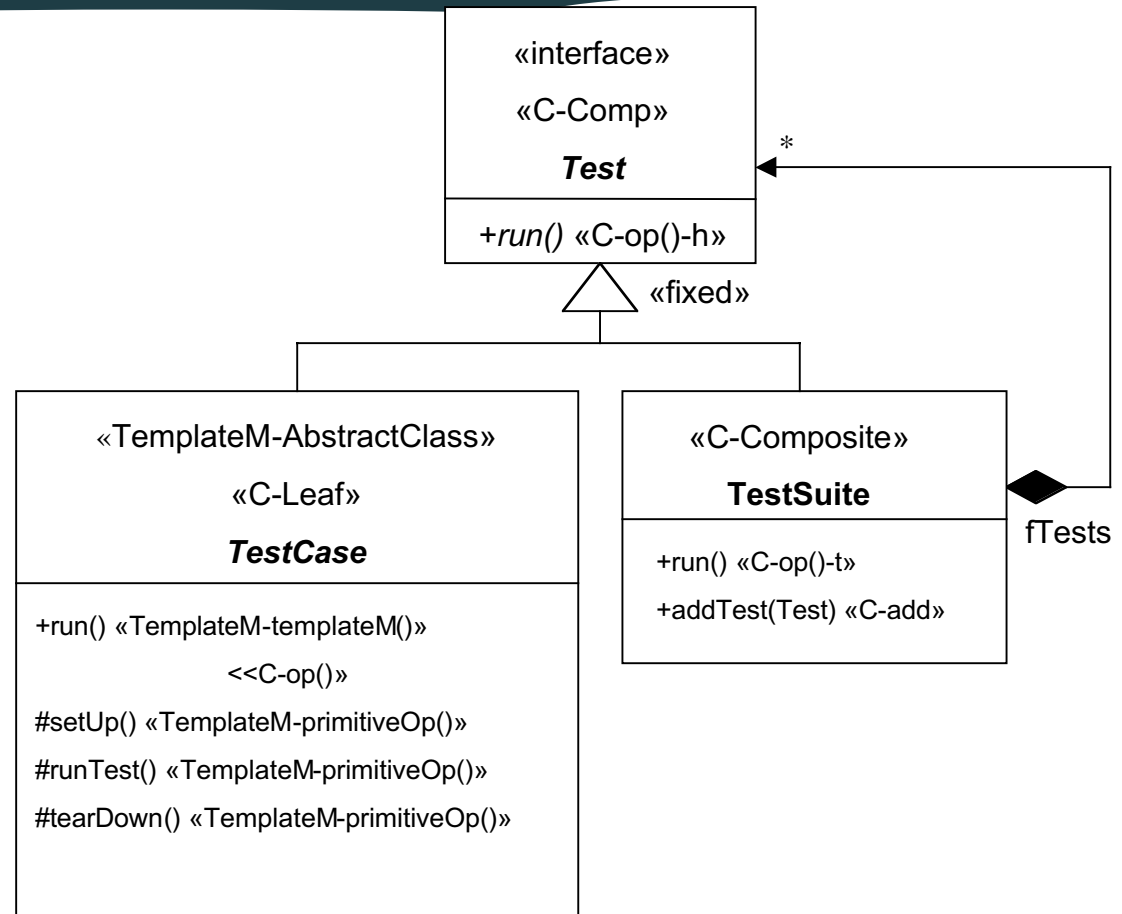 «interface»
«C-Comp»
Test
*
+run() «C-op()-h»
«fixed»
«TemplateM-AbstractClass»
«C-Leaf»
TestCase
+run() «TemplateM-templateM()»
<<C-op()»
#setUp() «TemplateM-primitiveOp()»
#runTest() «TemplateM-primitiveOp()»
#tearDown() «TemplateM-primitiveOp()»
«C-Composite»
TestSuite
fTests
+run() «C-op()-t»
+addTest(Test) «C-add»